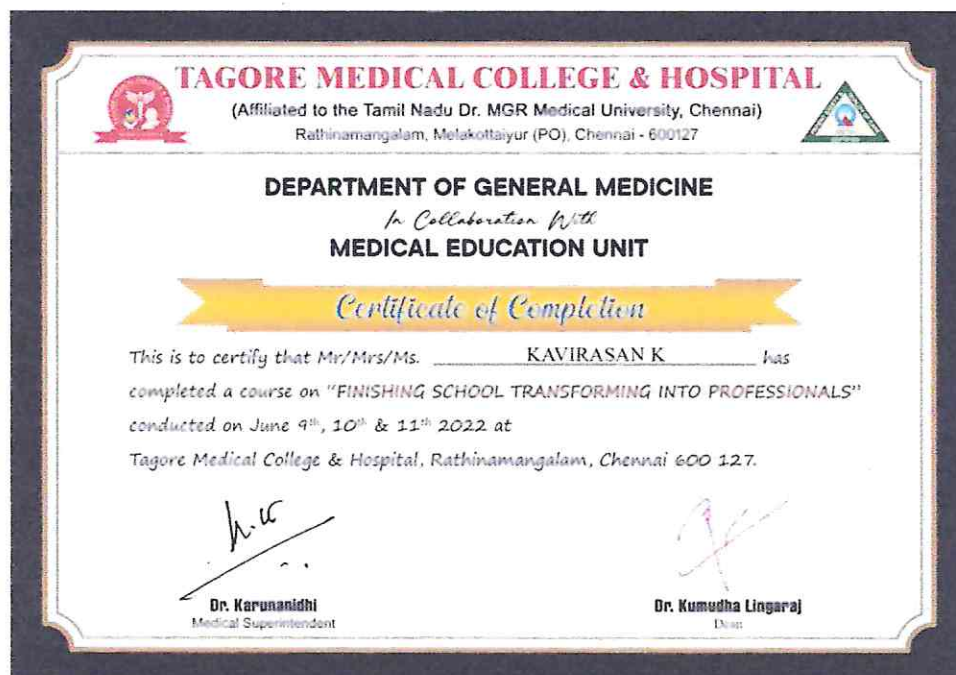 TAGORE MEDICAL COLLEGE & HOSPITAL
(Affiliated to the Tamil Nadu Dr. MGR Medical University, Chennai)
Rathinamangalam, Melakottaiyur (PO), Chennai - 600127
DEPARTMENT OF GENERAL MEDICINE
In Collaboration With
MEDICAL EDUCATION UNIT
Certificate of Completion
This is to certify that Mr/Mrs/Ms. KAVIRASAN K has
completed a course on "FINISHING SCHOOL TRANSFORMING INTO PROFESSIONALS"
conducted on June 9th, 10th & 11th 2022 at
Tagore Medical College & Hospital, Rathinamangalam, Chennai 600 127.
Dr. Karunanidhi
Medical Superintendent
Dr. Kumudha Lingaraj
Dean